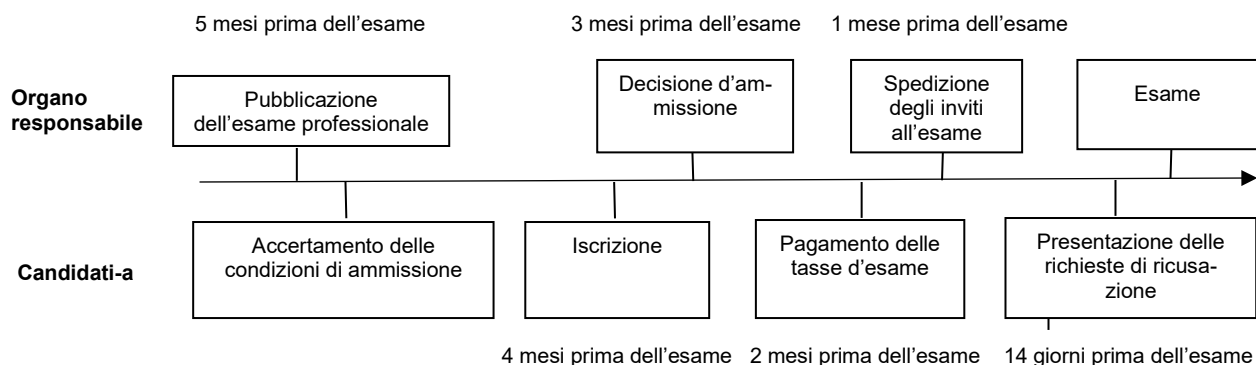 5 mesi prima dell’esame
3 mesi prima dell’esame
1 mese prima dell’esame
Organo
responsabile
Pubblicazione
dell’esame professionale
Decisione d’am-
missione
Spedizione
degli inviti
all’esame
Esame
Candidati-a
Accertamento delle
condizioni di ammissione
Iscrizione
Pagamento delle
tasse d’esame
Presentazione delle
richieste di ricusa-
zione
4 mesi prima dell’esame
2 mesi prima dell’esame
14 giorni prima dell’esame